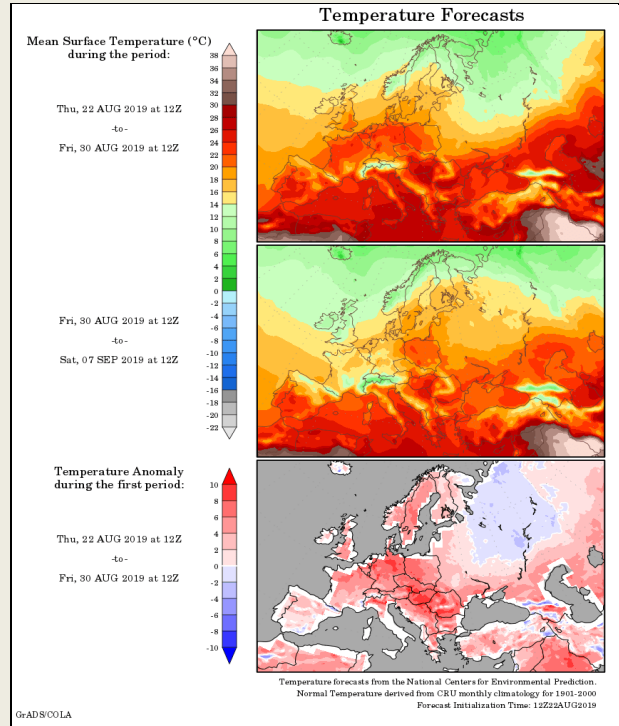 Temperature Forecasts
Mean Surface Temperature (°C)
during the period:
Thu, 22 AUG 2019 at 12Z
-to-
Fri, 30 AUG 2019 at 12Z
38
36
34
32
30
28
26
24
22
20
18
16
14
12
10
8
6
4
2
0
-2
-4
-6
-8
-10
-12
-14
-16
-18
-20
-22
Fri, 30 AUG 2019 at 12Z
-to-
Sat, 07 SEP 2019 at 12Z
Temperature Anomaly
during the first period:
Thu, 22 AUG 2019 at 12Z
-to-
Fri, 30 AUG 2019 at 12Z
10
8
6
4
2
0
-2
-4
-6
-8
-10
Temperature forecasts from the National Centers for Environmental Prediction.
Normal Temperature derived from CRU monthly climatology for 1901-2000
Forecast Initialization Time: 12Z22AUG2019
GrADS/COLA